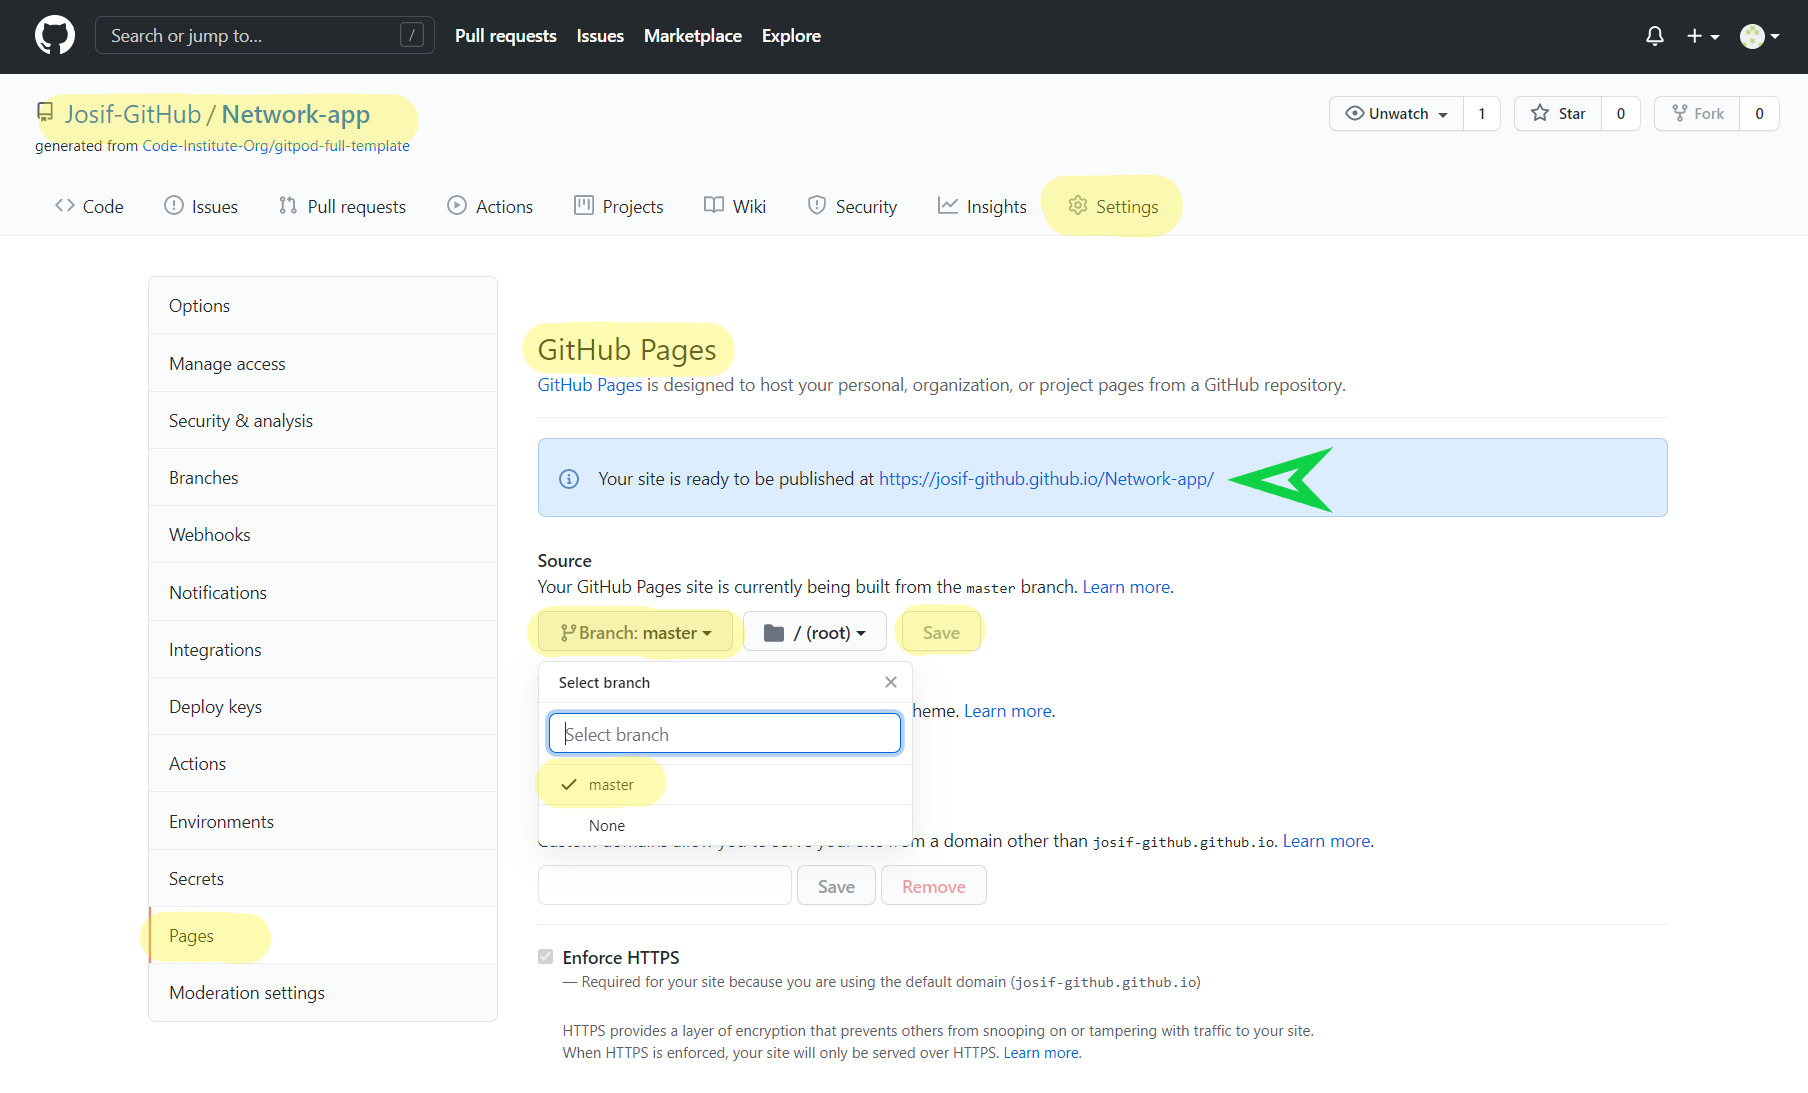 Search or jump to... / Pull requests Issues Marketplace Explore
Josif-GitHub / Network-app
generated from Code-Institute-Org/gitpod-full-template
Unwatch 1 Star 0 Fork 0
Code Issues Pull requests Actions Projects Wiki Security Insights Settings
Options
Manage access
Security & analysis
Branches
Webhooks
Notifications
Integrations
Deploy keys
Actions
Environments
Secrets
Pages
Moderation settings
GitHub Pages
GitHub Pages is designed to host your personal, organization, or project pages from a GitHub repository.
Your site is ready to be published at https://josif-github.github.io/Network-app/
Source
Your GitHub Pages site is currently being built from the master branch. Learn more.
Branch: master / (root) Save
Select branch
heme. Learn more.
Select branch
master
None
m a domain other than josif-github.github.io. Learn more.
Save Remove
Enforce HTTPS
— Required for your site because you are using the default domain (josif-github.github.io)
HTTPS provides a layer of encryption that prevents others from snooping on or tampering with traffic to your site.
When HTTPS is enforced, your site will only be served over HTTPS. Learn more.